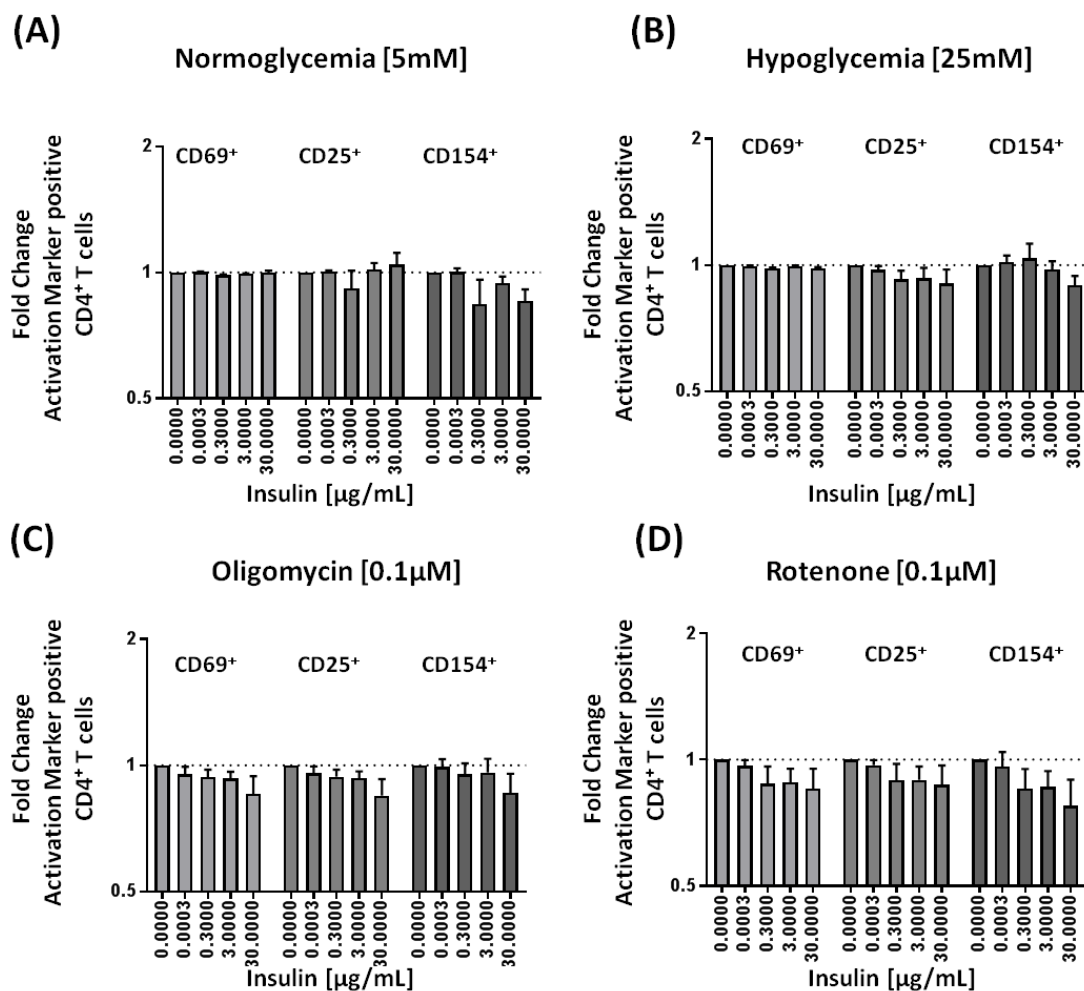 (A)
Normoglycemia [5mM]
Fold Change
Activation Marker positive
CD4⁺ T cells
2
1
0.5
CD69⁺ CD25⁺ CD154⁺
0.0000 0.0003 0.3000 3.0000 30.0000 0.0000 0.0003 0.3000 3.0000 30.0000 0.0000 0.0003 0.3000 3.0000 30.0000
Insulin [µg/mL]
(B)
Hypoglycemia [25mM]
Fold Change
Activation Marker positive
CD4⁺ T cells
2
1
0.5
CD69⁺ CD25⁺ CD154⁺
0.0000 0.0003 0.3000 3.0000 30.0000 0.0000 0.0003 0.3000 3.0000 30.0000 0.0000 0.0003 0.3000 3.0000 30.0000
Insulin [µg/mL]
(C)
Oligomycin [0.1µM]
Fold Change
Activation Marker positive
CD4⁺ T cells
2
1
0.5
CD69⁺ CD25⁺ CD154⁺
0.0000 0.0003 0.3000 3.0000 30.0000 0.0000 0.0003 0.3000 3.0000 30.0000 0.0000 0.0003 0.3000 3.0000 30.0000
Insulin [µg/mL]
(D)
Rotenone [0.1µM]
Fold Change
Activation Marker positive
CD4⁺ T cells
2
1
0.5
CD69⁺ CD25⁺ CD154⁺
0.0000 0.0003 0.3000 3.0000 30.0000 0.0000 0.0003 0.3000 3.0000 30.0000 0.0000 0.0003 0.3000 3.0000 30.0000
Insulin [µg/mL]